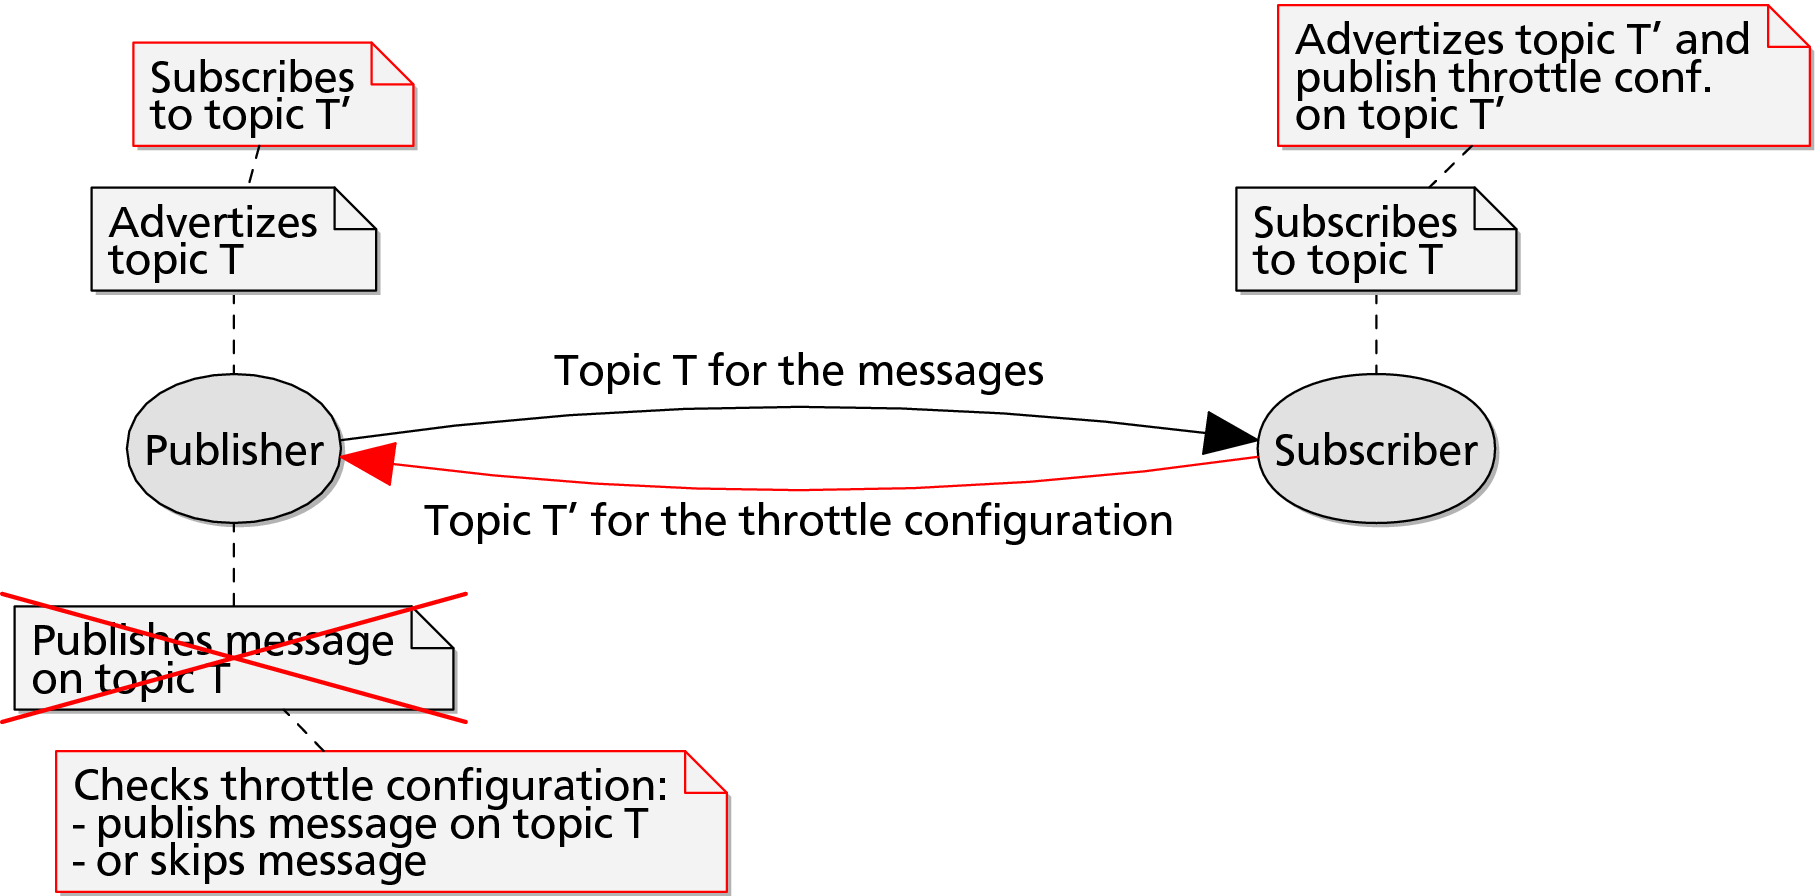 Subscribes
to topic T′
Advertizes topic T′ and
publish throttle conf.
on topic T′
Advertizes
topic T
Subscribes
to topic T
Topic T for the messages
Publisher
Subscriber
Topic T′ for the throttle configuration
Publishes message
on topic T
Checks throttle configuration:
- publishs message on topic T
- or skips message